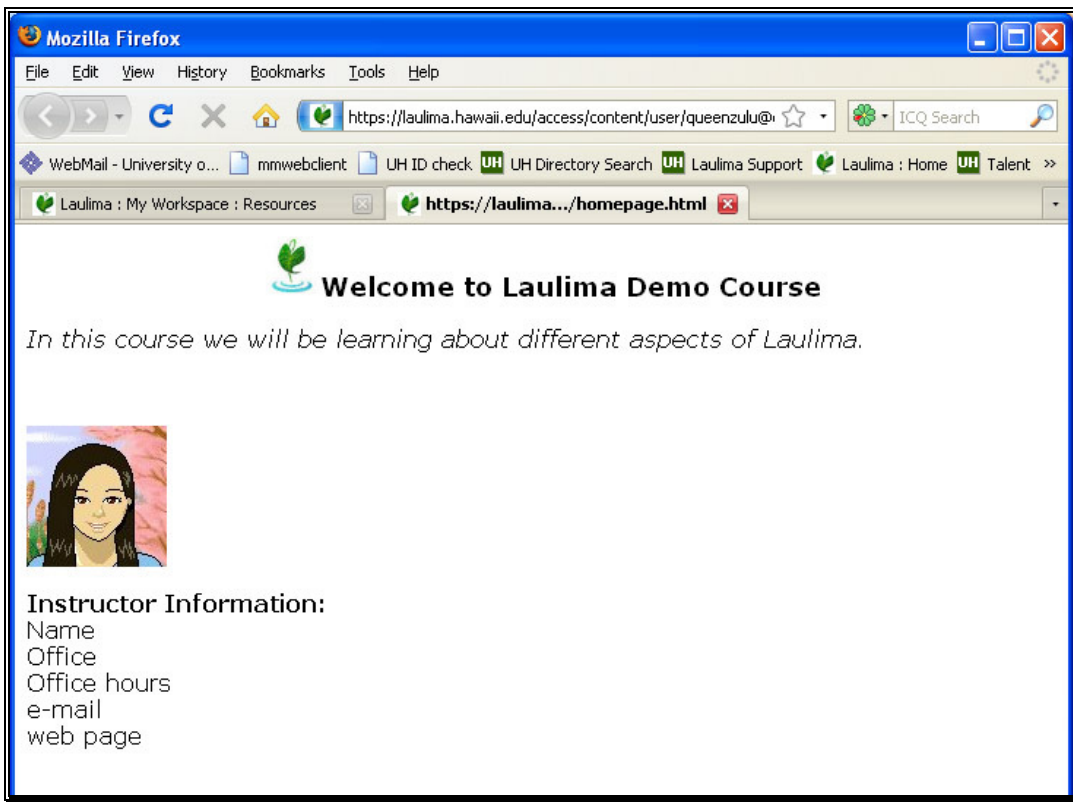 Mozilla Firefox
File Edit View History Bookmarks Tools Help
https://laulima.hawaii.edu/access/content/user/queenzulu@ ICQ Search
WebMail - University o... mmwebclient UH ID check UH UH Directory Search UH Laulima Support Laulima : Home UH Talent »
Laulima : My Workspace : Resources https://laulima.../homepage.html
Welcome to Laulima Demo Course
In this course we will be learning about different aspects of Laulima.
Instructor Information:
Name
Office
Office hours
e-mail
web page